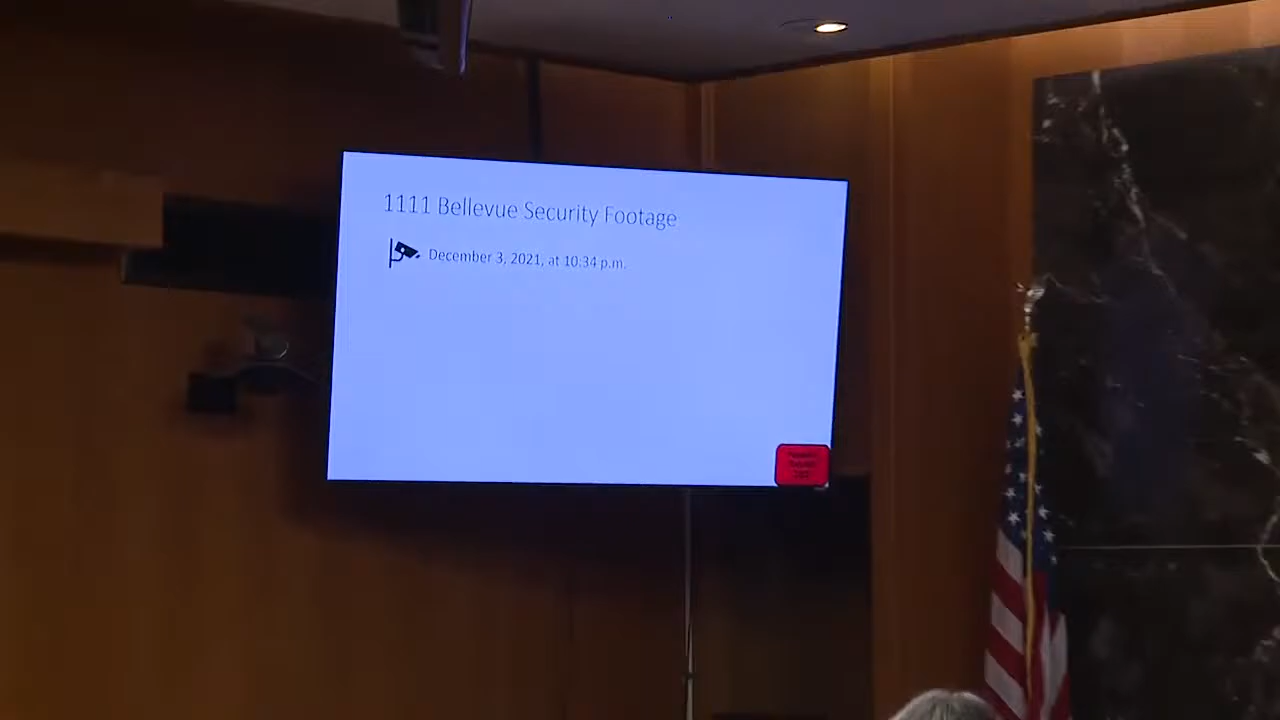 1111 Bellevue Security Footage
December 3, 2021, at 10:34 p.m.